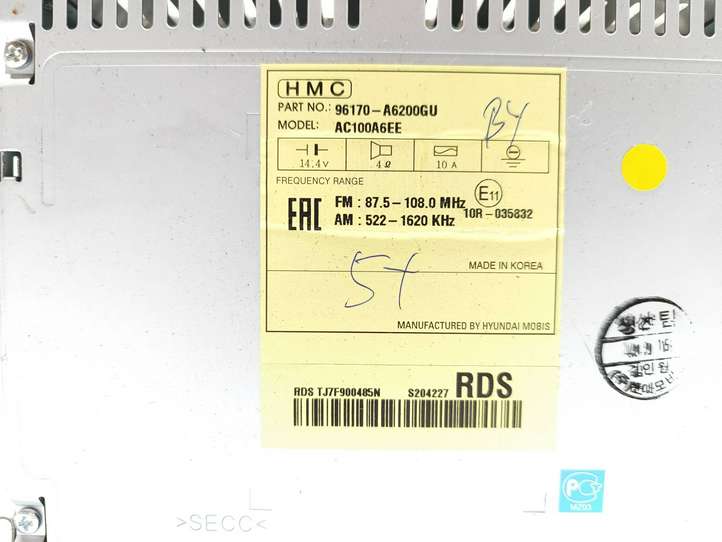 HMC
PART NO.: 96170-A6200GU
MODEL: AC100A6EE
14.4V 4Ω 10 A
FREQUENCY RANGE
EAC FM : 87.5-108.0 MHz E11
AM : 522-1620 KHz 10R-035832
MADE IN KOREA
MANUFACTURED BY HYUNDAI MOBIS
RDS TJ7F900485N S204227 RDS
>SECC<
MZ03